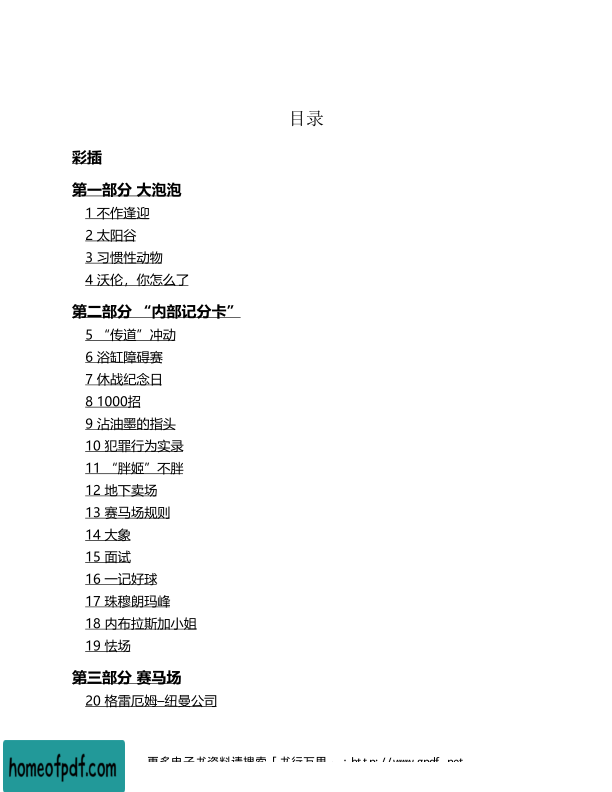 目录
彩插
第一部分 大泡泡
1 不作逢迎
2 太阳谷
3 习惯性动物
4 沃伦，你怎么了
第二部分 “内部记分卡”
5 “传道”冲动
6 浴缸障碍赛
7 休战纪念日
8 1000招
9 沾油墨的指头
10 犯罪行为实录
11 “胖姬”不胖
12 地下卖场
13 赛马场规则
14 大象
15 面试
16 一记好球
17 珠穆朗玛峰
18 内布拉斯加小姐
19 怯场
第三部分 赛马场
20 格雷厄姆–纽曼公司
更多电子书资料请搜索「书行万里
homeofpdf.com